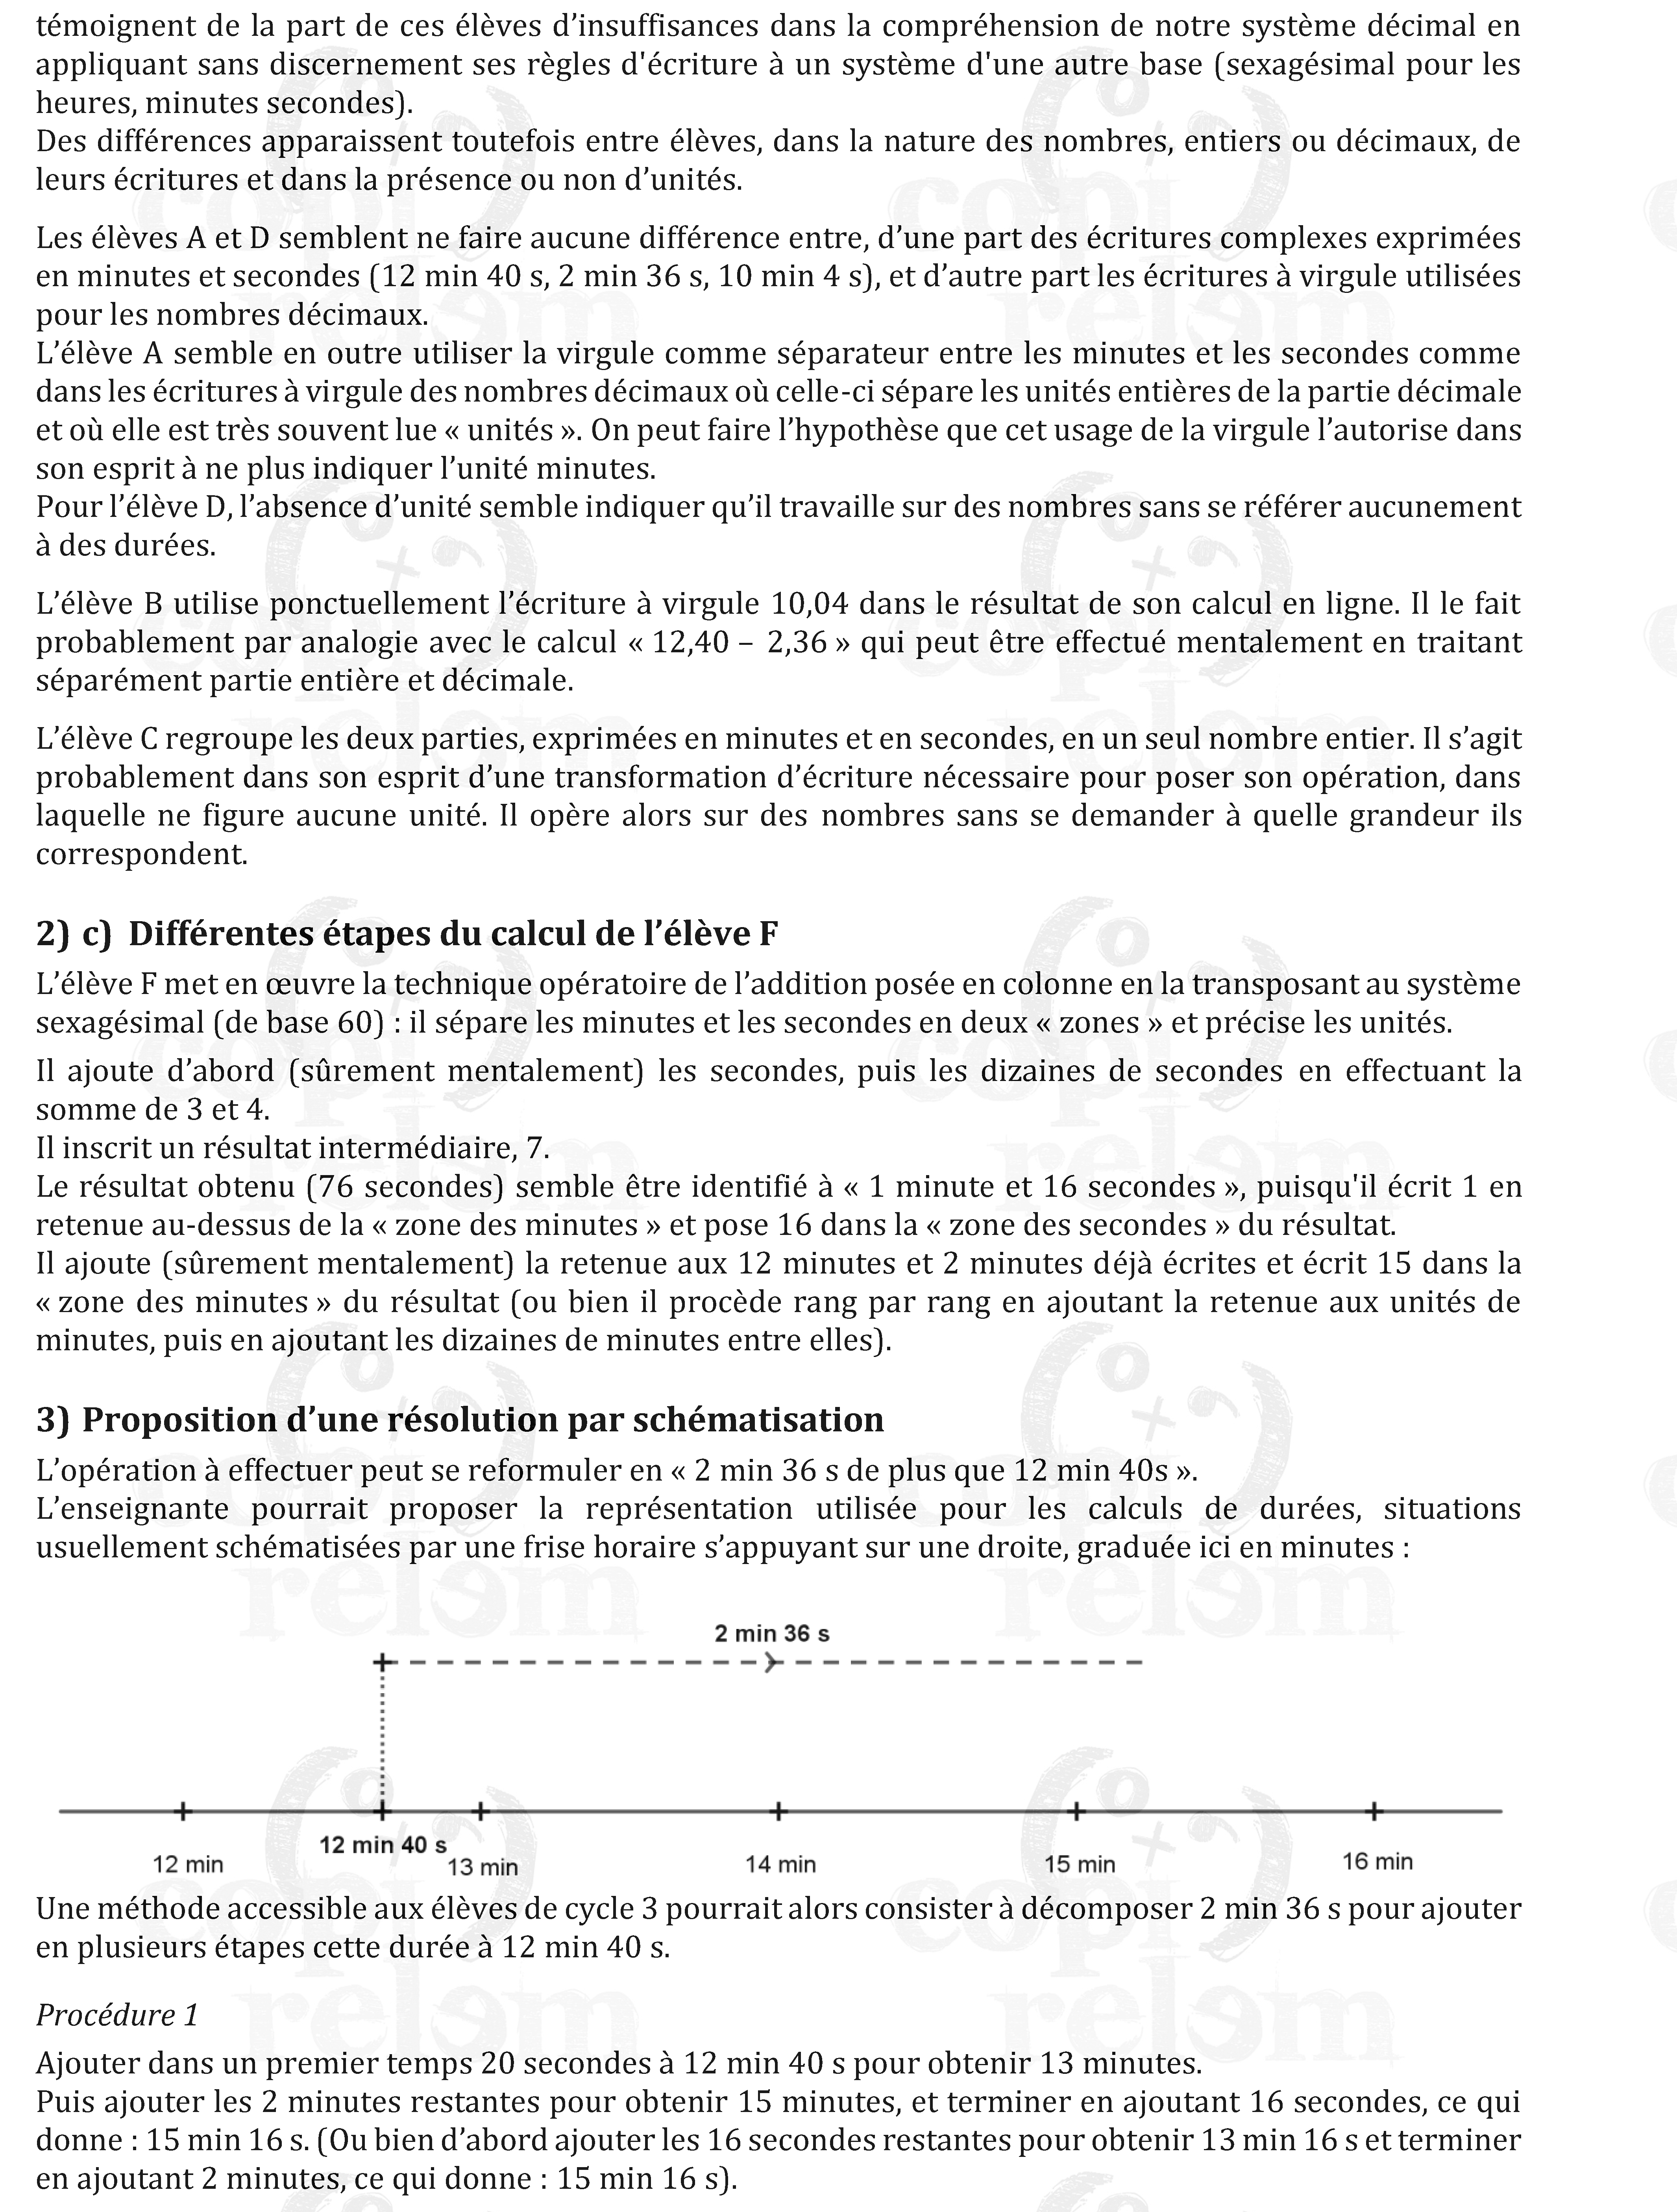 témoignent de la part de ces élèves d’insuffisances dans la compréhension de notre système décimal en
appliquant sans discernement ses règles d'écriture à un système d'une autre base (sexagésimal pour les
heures, minutes secondes).
Des différences apparaissent toutefois entre élèves, dans la nature des nombres, entiers ou décimaux, de
leurs écritures et dans la présence ou non d’unités.
Les élèves A et D semblent ne faire aucune différence entre, d’une part des écritures complexes exprimées
en minutes et secondes (12 min 40 s, 2 min 36 s, 10 min 4 s), et d’autre part les écritures à virgule utilisées
pour les nombres décimaux.
L’élève A semble en outre utiliser la virgule comme séparateur entre les minutes et les secondes comme
dans les écritures à virgule des nombres décimaux où celle-ci sépare les unités entières de la partie décimale
et où elle est très souvent lue « unités ». On peut faire l’hypothèse que cet usage de la virgule l’autorise dans
son esprit à ne plus indiquer l’unité minutes.
Pour l’élève D, l’absence d’unité semble indiquer qu’il travaille sur des nombres sans se référer aucunement
à des durées.
L’élève B utilise ponctuellement l’écriture à virgule 10,04 dans le résultat de son calcul en ligne. Il le fait
probablement par analogie avec le calcul « 12,40 – 2,36 » qui peut être effectué mentalement en traitant
séparément partie entière et décimale.
L’élève C regroupe les deux parties, exprimées en minutes et en secondes, en un seul nombre entier. Il s’agit
probablement dans son esprit d’une transformation d’écriture nécessaire pour poser son opération, dans
laquelle ne figure aucune unité. Il opère alors sur des nombres sans se demander à quelle grandeur ils
correspondent.
2) c) Différentes étapes du calcul de l’élève F
L’élève F met en œuvre la technique opératoire de l’addition posée en colonne en la transposant au système
sexagésimal (de base 60) : il sépare les minutes et les secondes en deux « zones » et précise les unités.
Il ajoute d’abord (sûrement mentalement) les secondes, puis les dizaines de secondes en effectuant la
somme de 3 et 4.
Il inscrit un résultat intermédiaire, 7.
Le résultat obtenu (76 secondes) semble être identifié à « 1 minute et 16 secondes », puisqu'il écrit 1 en
retenue au-dessus de la « zone des minutes » et pose 16 dans la « zone des secondes » du résultat.
Il ajoute (sûrement mentalement) la retenue aux 12 minutes et 2 minutes déjà écrites et écrit 15 dans la
« zone des minutes » du résultat (ou bien il procède rang par rang en ajoutant la retenue aux unités de
minutes, puis en ajoutant les dizaines de minutes entre elles).
3) Proposition d’une résolution par schématisation
L’opération à effectuer peut se reformuler en « 2 min 36 s de plus que 12 min 40s ».
L’enseignante pourrait proposer la représentation utilisée pour les calculs de durées, situations
usuellement schématisées par une frise horaire s’appuyant sur une droite, graduée ici en minutes :
2 min 36 s
12 min 40 s
12 min 13 min 14 min 15 min 16 min
Une méthode accessible aux élèves de cycle 3 pourrait alors consister à décomposer 2 min 36 s pour ajouter
en plusieurs étapes cette durée à 12 min 40 s.
Procédure 1
Ajouter dans un premier temps 20 secondes à 12 min 40 s pour obtenir 13 minutes.
Puis ajouter les 2 minutes restantes pour obtenir 15 minutes, et terminer en ajoutant 16 secondes, ce qui
donne : 15 min 16 s. (Ou bien d’abord ajouter les 16 secondes restantes pour obtenir 13 min 16 s et terminer
en ajoutant 2 minutes, ce qui donne : 15 min 16 s).